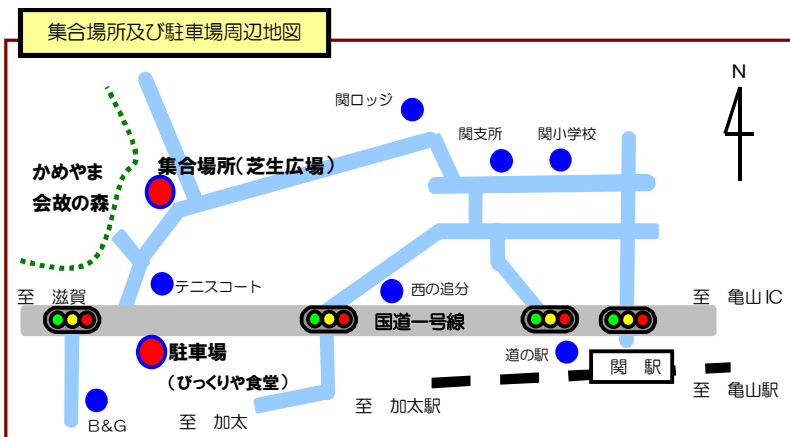 集合場所及び駐車場周辺地図
N
関ロッジ
関支所
関小学校
集合場所(芝生広場)
かめやま
会故の森
テニスコート
西の追分
至 滋賀
至 亀山IC
国道一号線
駐車場
(びっくりや食堂)
道の駅
関 駅
至 亀山駅
至 加太駅
至 加太
B&G